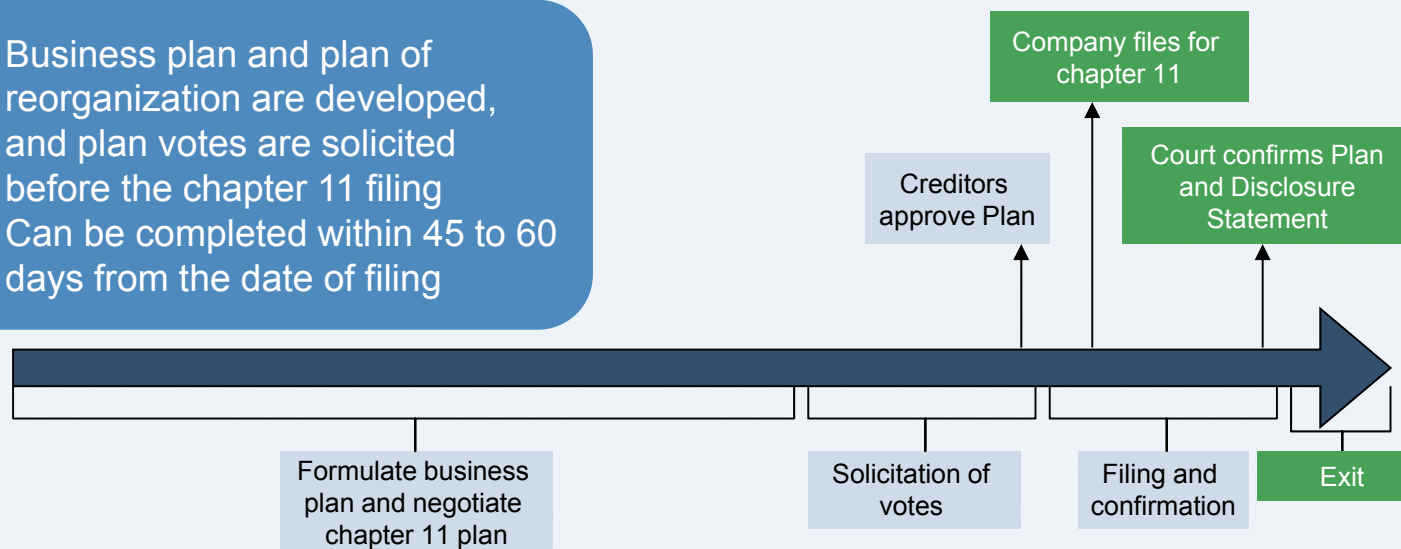 Business plan and plan of
reorganization are developed,
and plan votes are solicited
before the chapter 11 filing
Can be completed within 45 to 60
days from the date of filing
Company files for
chapter 11
Creditors
approve Plan
Court confirms Plan
and Disclosure
Statement
Formulate business
plan and negotiate
chapter 11 plan
Solicitation of
votes
Filing and
confirmation
Exit